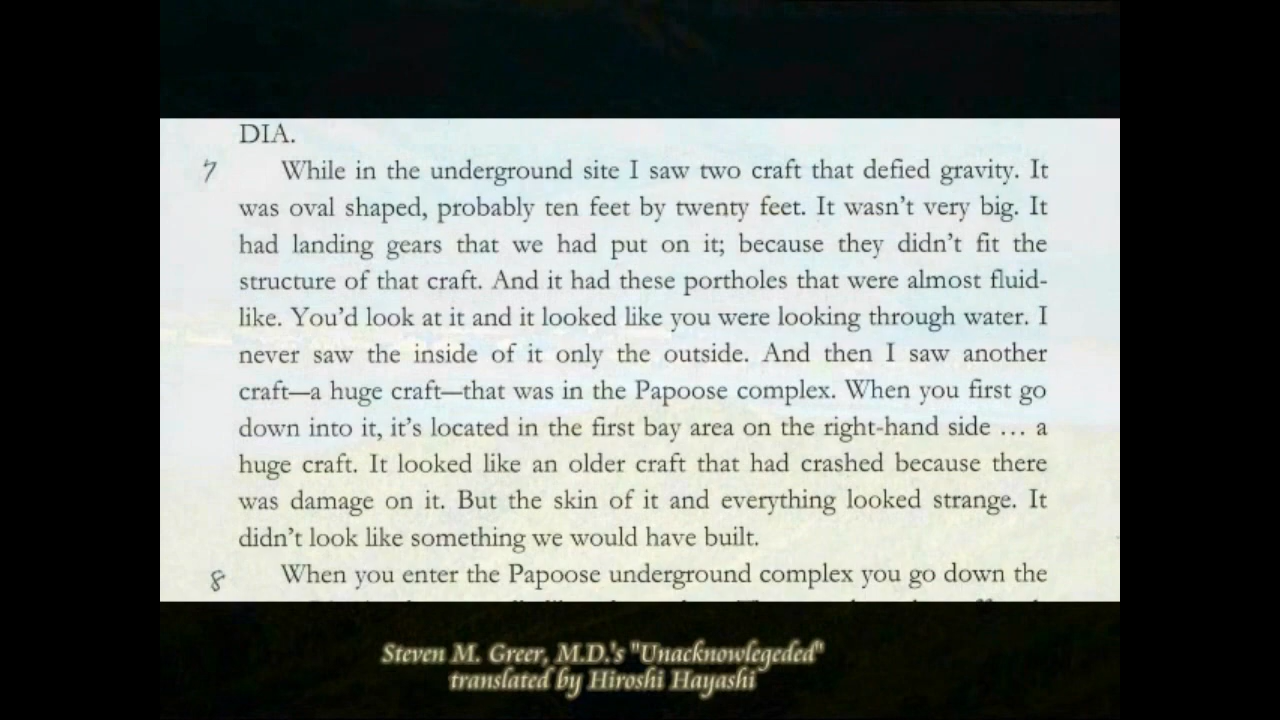 DIA.
7 While in the underground site I saw two craft that defied gravity. It
was oval shaped, probably ten feet by twenty feet. It wasn't very big. It
had landing gears that we had put on it; because they didn't fit the
structure of that craft. And it had these portholes that were almost fluid-
like. You'd look at it and it looked like you were looking through water. I
never saw the inside of it only the outside. And then I saw another
craft—a huge craft—that was in the Papoose complex. When you first go
down into it, it's located in the first bay area on the right-hand side … a
huge craft. It looked like an older craft that had crashed because there
was damage on it. But the skin of it and everything looked strange. It
didn't look like something we would have built.
8 When you enter the Papoose underground complex you go down the
Steven M. Greer, M.D.'s "Unacknowlegeded"
translated by Hiroshi Hayashi